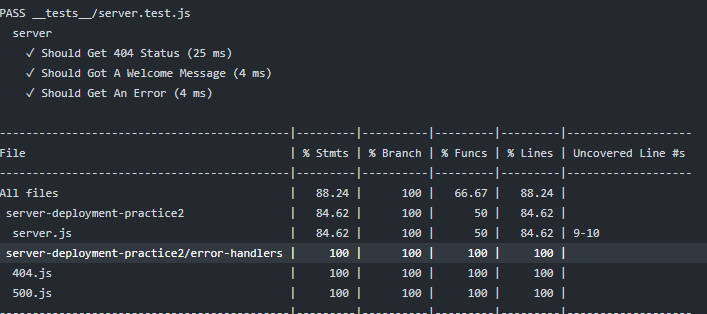 PASS __tests__/server.test.js
server
✓ Should Get 404 Status (25 ms)
✓ Should Got A Welcome Message (4 ms)
✓ Should Get An Error (4 ms)
--------------------------------------------|---------|----------|---------|---------|-------------------
File | % Stmts | % Branch | % Funcs | % Lines | Uncovered Line #s
--------------------------------------------|---------|----------|---------|---------|-------------------
All files | 88.24 | 100 | 66.67 | 88.24 |
server-deployment-practice2 | 84.62 | 100 | 50 | 84.62 |
server.js | 84.62 | 100 | 50 | 84.62 | 9-10
server-deployment-practice2/error-handlers | 100 | 100 | 100 | 100 |
404.js | 100 | 100 | 100 | 100 |
500.js | 100 | 100 | 100 | 100 |
--------------------------------------------|---------|----------|---------|---------|-------------------